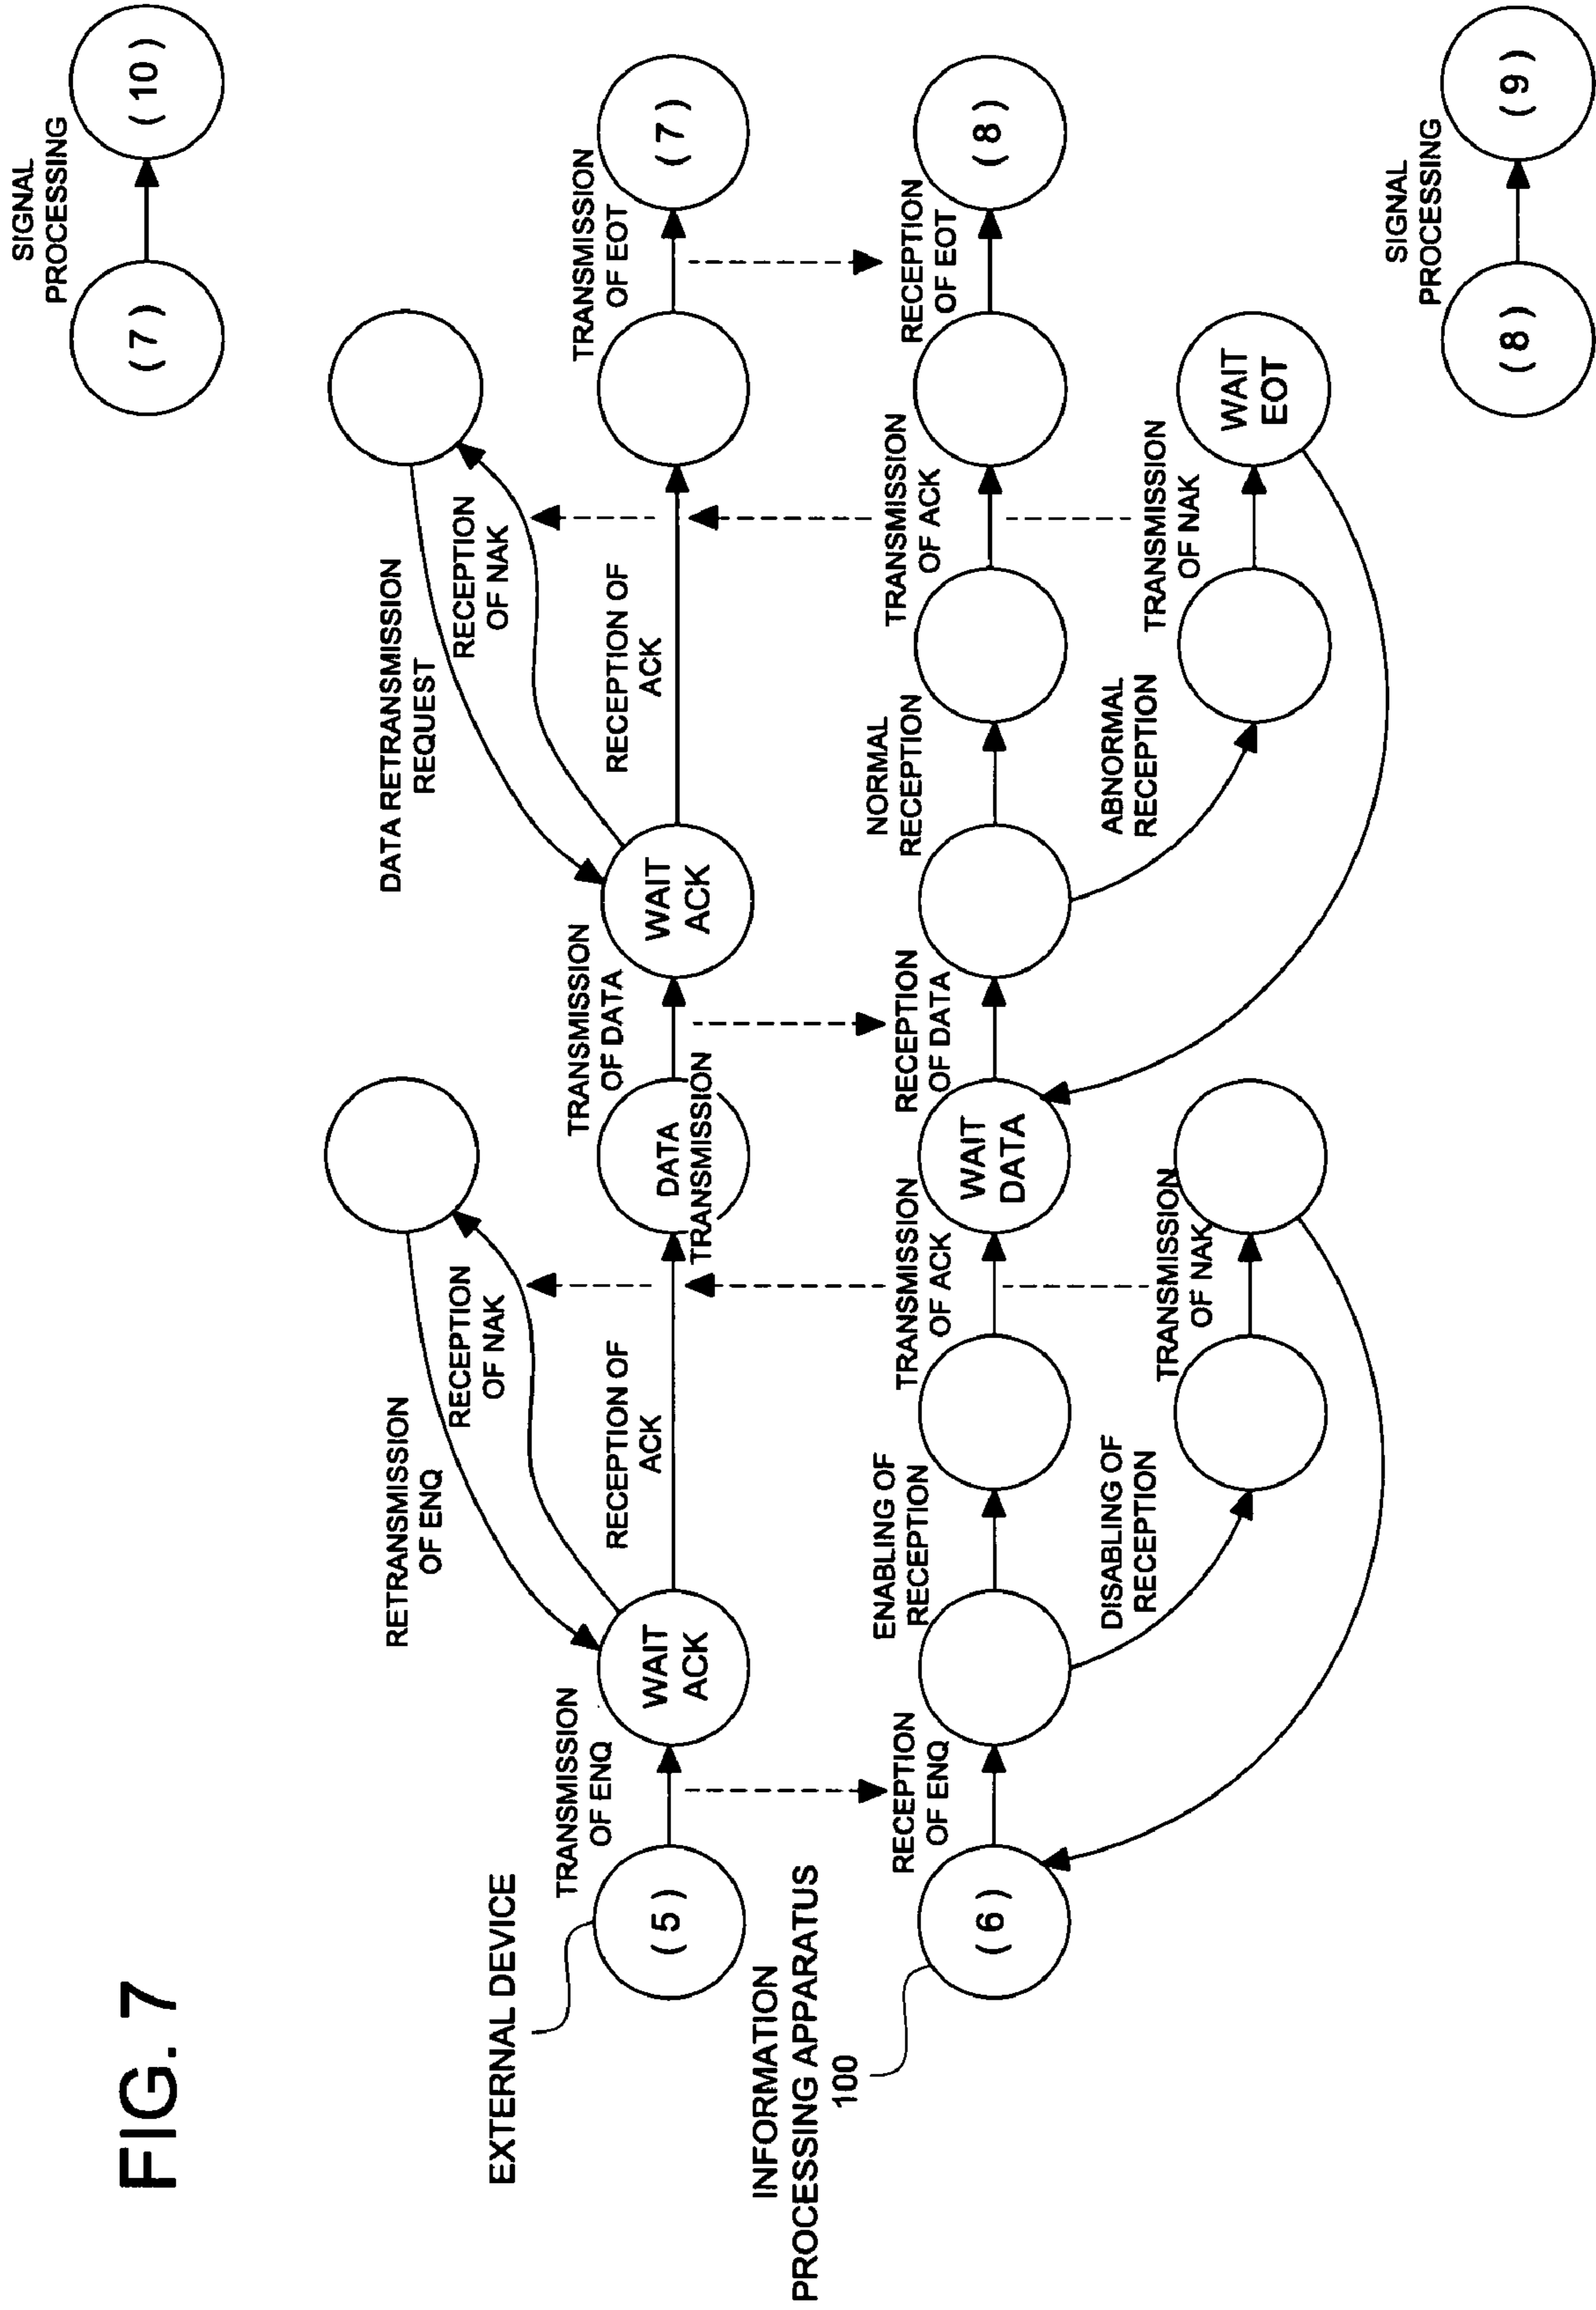 FIG. 7
SIGNAL
PROCESSING
( 7 )
( 10 )
DATA RETRANSMISSION
REQUEST
RETRANSMISSION
OF ENQ
RECEPTION
OF NAK
RECEPTION
OF NAK
EXTERNAL DEVICE
( 5 )
TRANSMISSION
OF ENQ
WAIT
ACK
RECEPTION OF
ACK
DATA
TRANSMISSION
TRANSMISSION
OF DATA
WAIT
ACK
RECEPTION OF
ACK
TRANSMISSION
OF EOT
( 7 )
INFORMATION
PROCESSING APPARATUS
100
( 6 )
RECEPTION
OF ENQ
ENABLING OF
RECEPTION
TRANSMISSION
OF ACK
WAIT
DATA
RECEPTION
OF DATA
NORMAL
RECEPTION
TRANSMISSION
OF ACK
RECEPTION
OF EOT
( 8 )
DISABLING OF
RECEPTION
TRANSMISSION
OF NAK
ABNORMAL
RECEPTION
TRANSMISSION
OF NAK
WAIT
EOT
SIGNAL
PROCESSING
( 8 )
( 9 )